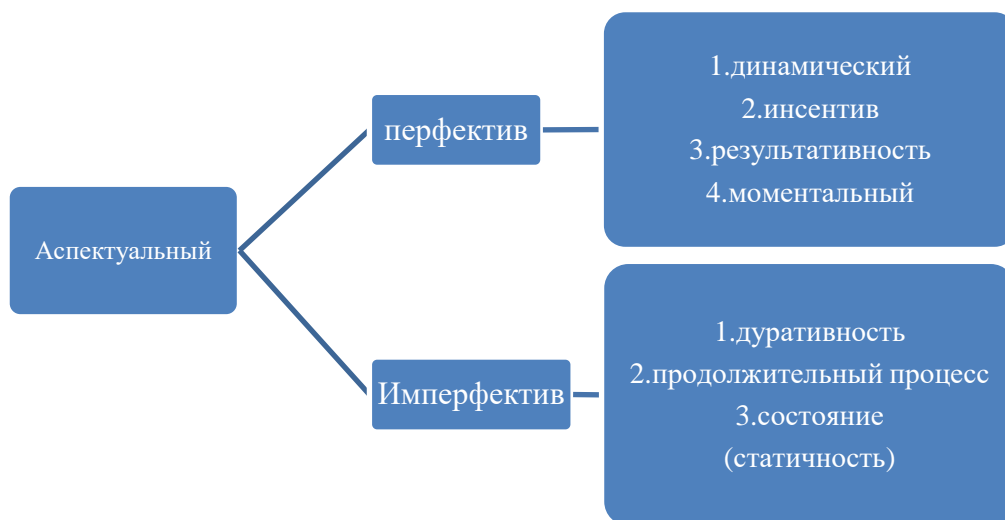 Аспектуальный
перфектив
1.динамический
2.инсентив
3.результативность
4.моментальный
Имперфектив
1.дуративность
2.продолжительный процесс
3.состояние
(статичность)